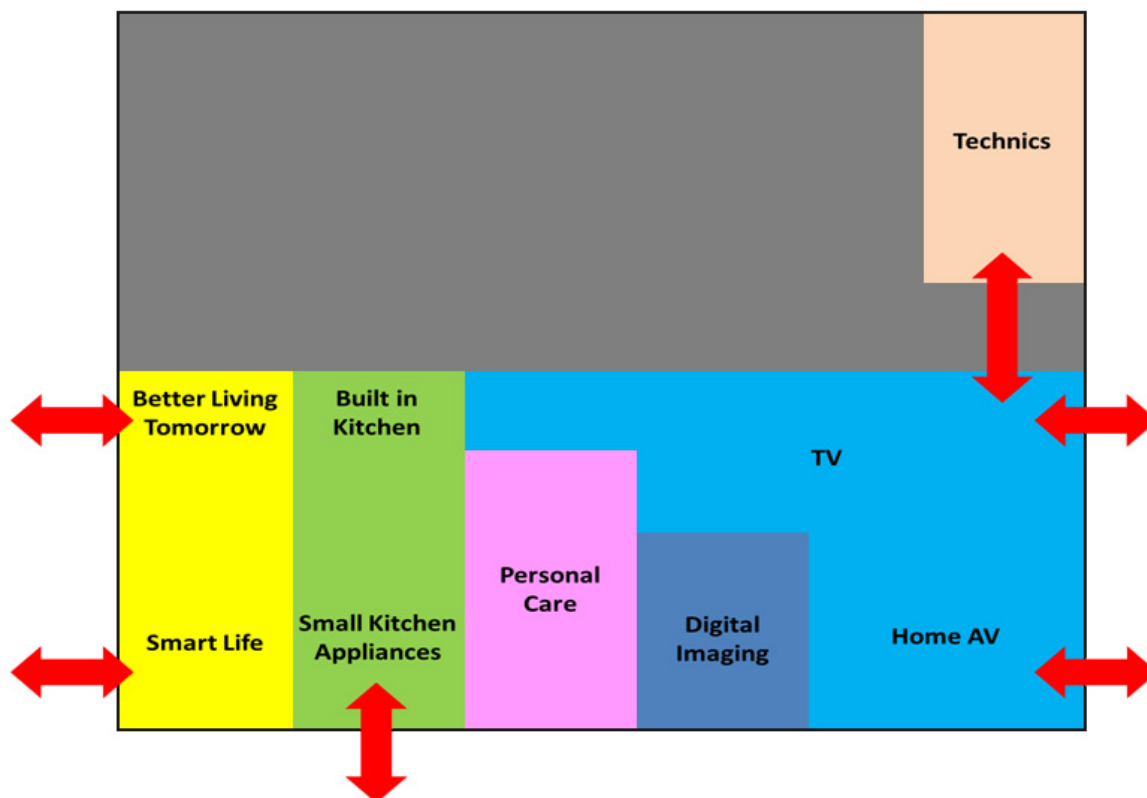 Technics
Better Living
Tomorrow
Built in
Kitchen
TV
Personal
Care
Small Kitchen
Appliances
Smart Life
Digital
Imaging
Home AV